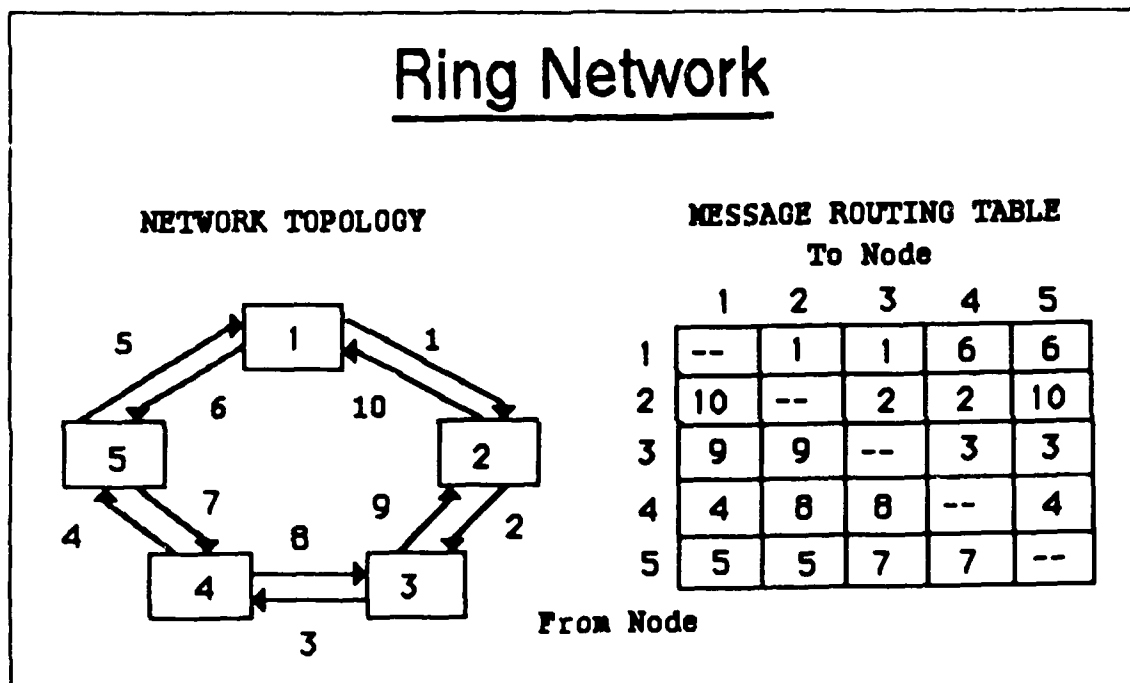 Ring Network
NETWORK TOPOLOGY
5
1
1
6
10
5
2
7
9
4
8
2
4
3
3
MESSAGE ROUTING TABLE
To Node
1 2 3 4 5
1 -- 1 1 6 6
2 10 -- 2 2 10
3 9 9 -- 3 3
4 4 8 8 -- 4
5 5 5 7 7 --
From Node